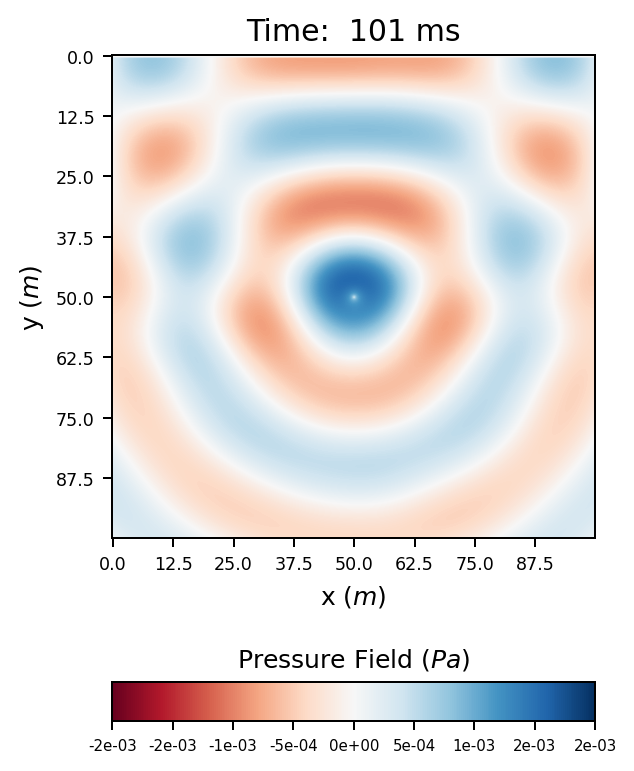 Time:  101 ms
0.0
12.5
25.0
37.5
50.0
62.5
75.0
87.5
y (m)
0.0 12.5 25.0 37.5 50.0 62.5 75.0 87.5
x (m)
Pressure Field (Pa)
-2e-03 -2e-03 -1e-03 -5e-04 0e+00 5e-04 1e-03 2e-03 2e-03